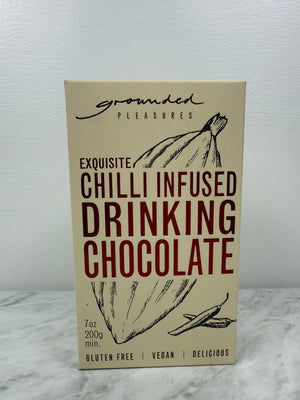 grounded
PLEASURES
EXQUISITE
CHILLI INFUSED
DRINKING
CHOCOLATE
7oz
200g
min.
GLUTEN FREE | VEGAN | DELICIOUS